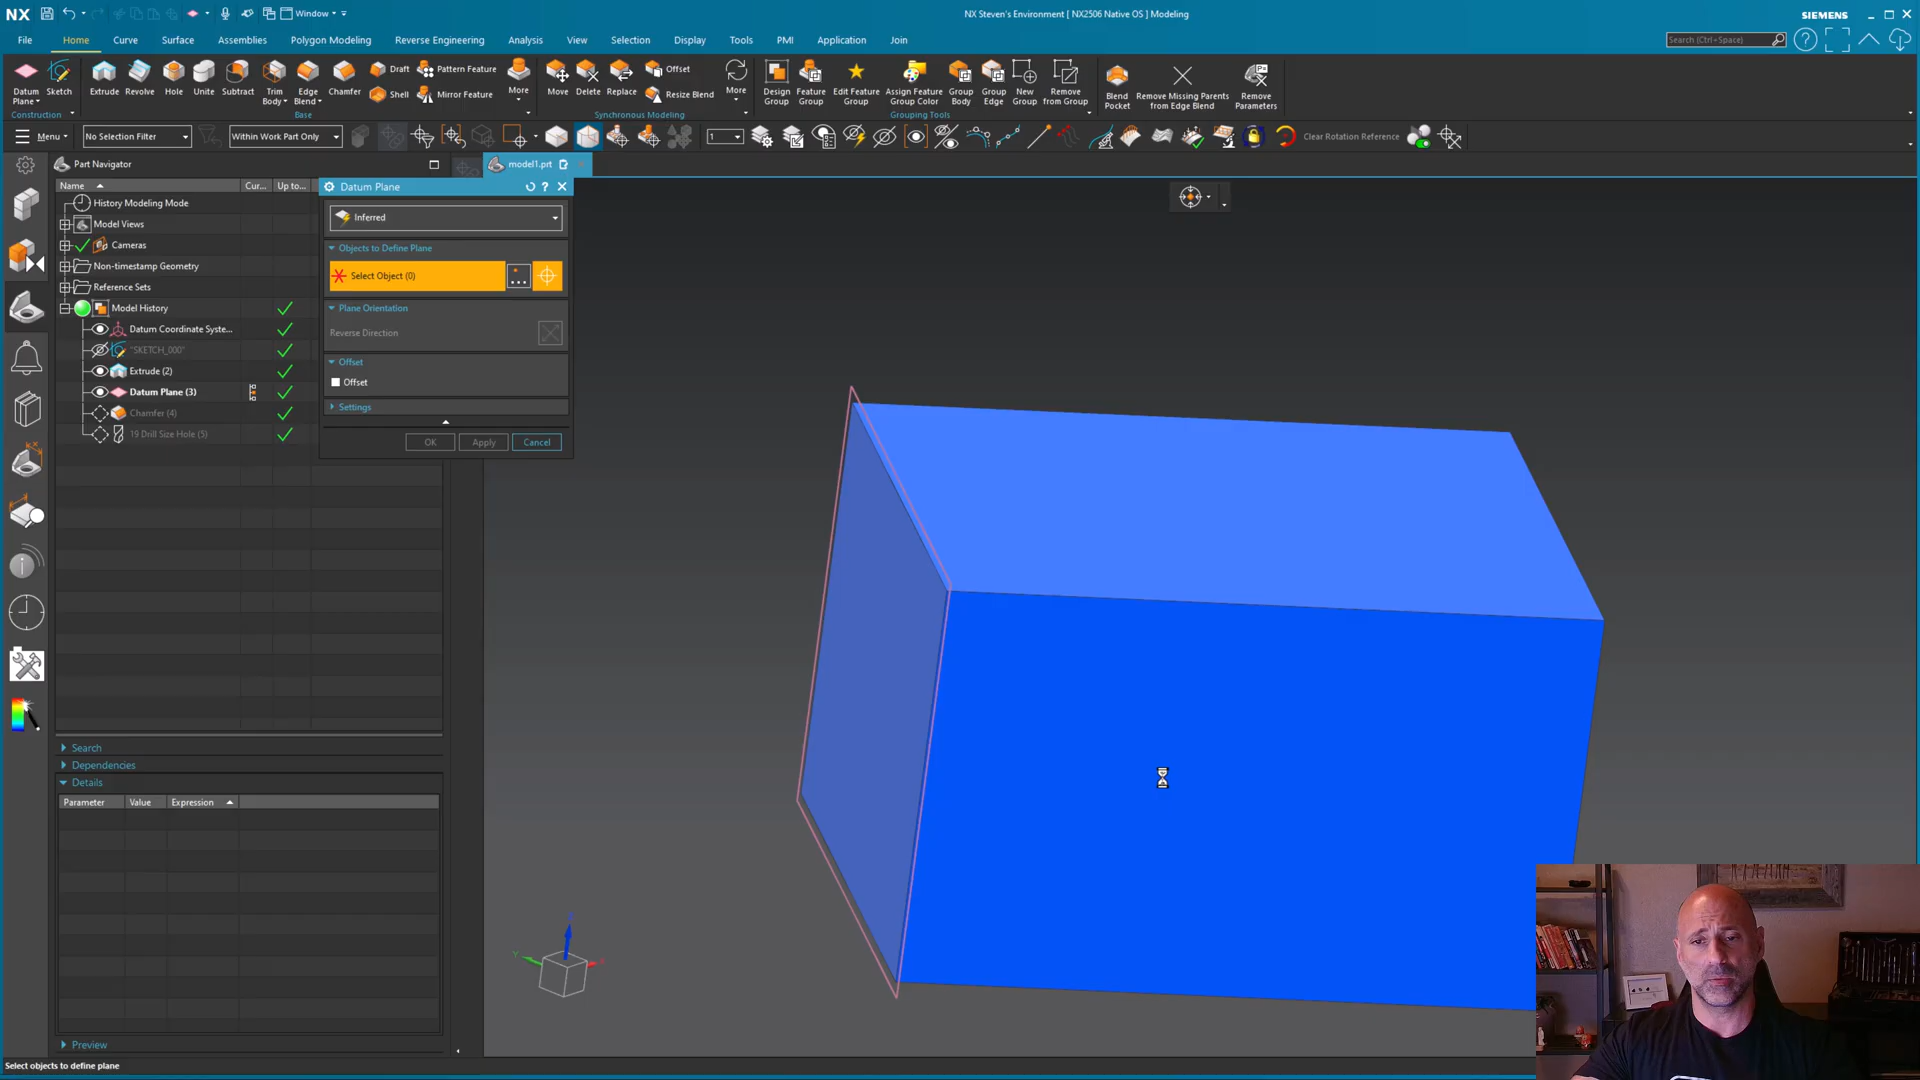 NX
Window
NX Steven's Environment [ NX2506 Native OS ] Modeling
SIEMENS
File Home Curve Surface Assemblies Polygon Modeling Reverse Engineering Analysis View Selection Display Tools PMI Application Join
Search (Ctrl+Space)
Datum Plane
Sketch
Construction
Extrude
Revolve
Hole
Unite
Subtract
Trim Body
Edge Blend
Chamfer
Draft
Shell
Pattern Feature
Mirror Feature
More
Base
Move
Delete
Replace
Offset
Resize Blend
More
Synchronous Modeling
Design Group
Feature Group
Edit Feature Group
Assign Feature Group Color
Group Body
Group Edge
New Group
Remove from Group
Grouping Tools
Blend Pocket
Remove Missing Parents from Edge Blend
Remove Parameters
Menu
No Selection Filter
Within Work Part Only
1
Clear Rotation Reference
Part Navigator
model1.prt
Name Cur... Up to...
History Modeling Mode
Model Views
Cameras
Non-timestamp Geometry
Reference Sets
Model History
Datum Coordinate Syste...
"SKETCH_000"
Extrude (2)
Datum Plane (3)
Chamfer (4)
19 Drill Size Hole (5)
Datum Plane
Inferred
Objects to Define Plane
Select Object (0)
Plane Orientation
Reverse Direction
Offset
Offset
Settings
OK Apply Cancel
Search
Dependencies
Details
Parameter Value Expression
Preview
Select objects to define plane